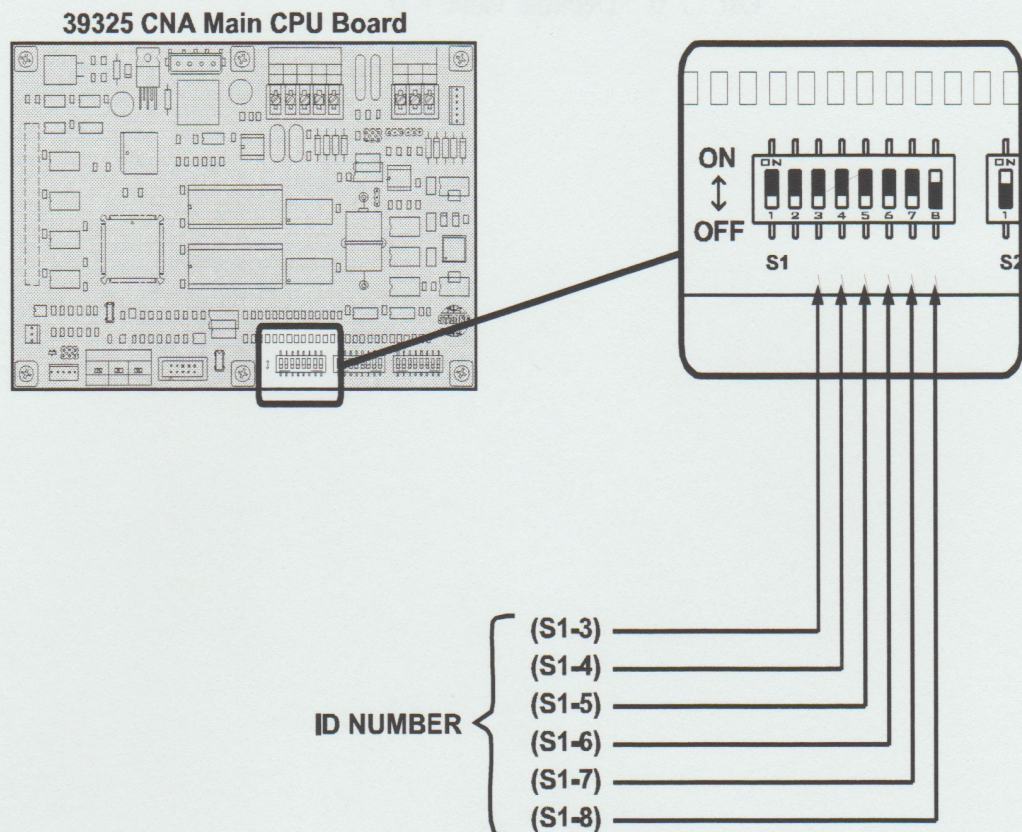 39325 CNA Main CPU Board
ON
OFF
ON
1 2 3 4 5 6 7 8
S1
ON
1
S2
ID NUMBER
(S1-3)
(S1-4)
(S1-5)
(S1-6)
(S1-7)
(S1-8)